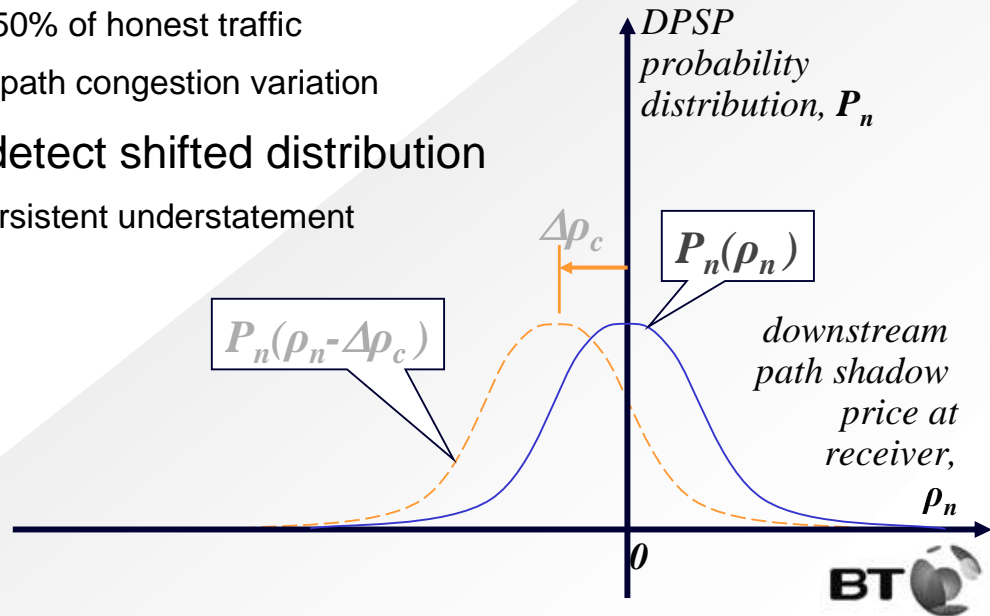 50% of honest traffic
path congestion variation
detect shifted distribution
rsistent understatement
DPSP
probability
distribution, Pn
Δρc
Pn(ρn)
Pn(ρn-Δρc)
downstream
path shadow
price at
receiver,
ρn
0
BT